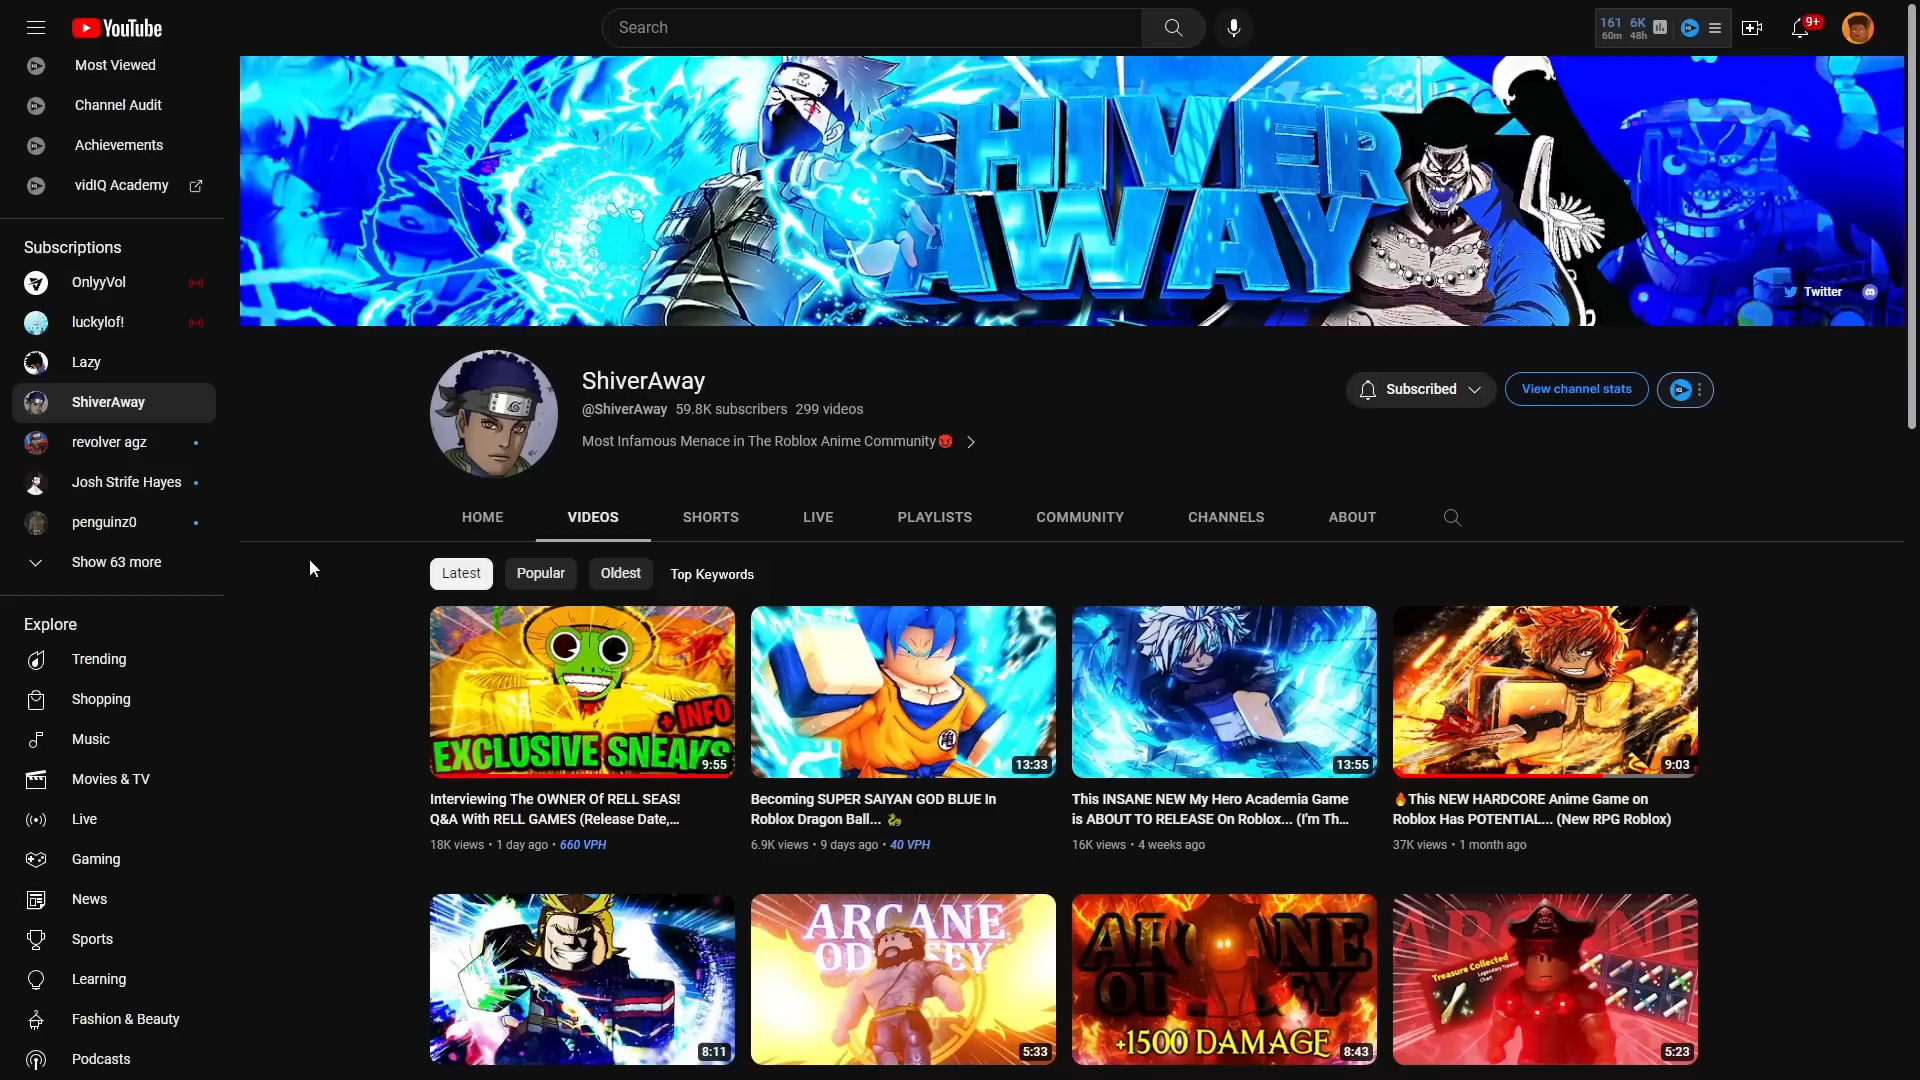 YouTube
Search
161 6K
60m 48h
9+
Most Viewed
Channel Audit
Achievements
vidIQ Academy
Subscriptions
OnlyyVol
luckylof!
Lazy
ShiverAway
revolver agz
Josh Strife Hayes
penguinz0
Show 63 more
Explore
Trending
Shopping
Music
Movies & TV
Live
Gaming
News
Sports
Learning
Fashion & Beauty
Podcasts
SHIVER
AWAY
Twitter
ShiverAway
@ShiverAway 59.8K subscribers 299 videos
Most Infamous Menace in The Roblox Anime Community👿
Subscribed
View channel stats
HOME VIDEOS SHORTS LIVE PLAYLISTS COMMUNITY CHANNELS ABOUT
Latest Popular Oldest Top Keywords
+ INFO
EXCLUSIVE SNEAKS
9:55
Interviewing The OWNER Of RELL SEAS!
Q&A With RELL GAMES (Release Date,...
18K views • 1 day ago • 660 VPH
13:33
Becoming SUPER SAIYAN GOD BLUE In
Roblox Dragon Ball... 🐉
6.9K views • 9 days ago • 40 VPH
13:55
This INSANE NEW My Hero Academia Game
is ABOUT TO RELEASE On Roblox... (I'm Th...
16K views • 4 weeks ago
9:03
🔥This NEW HARDCORE Anime Game on
Roblox Has POTENTIAL... (New RPG Roblox)
37K views • 1 month ago
8:11
ARCANE
ODYSSEY
5:33
ARCANE
ODYSSEY
+1500 DAMAGE
8:43
ARCANE
Treasure Collected
Legendary Treasure
Chart
5:23